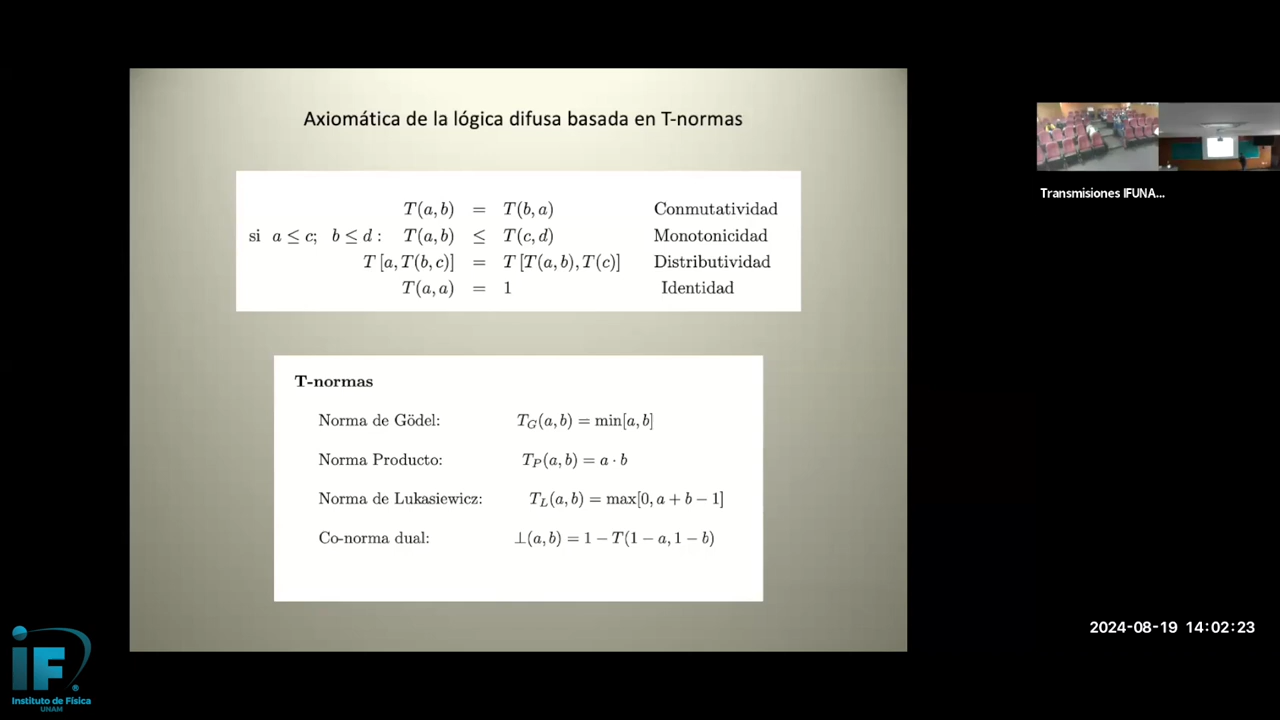 Axiomática de la lógica difusa basada en T-normas
T(a, b) = T(b, a) Conmutatividad
si a ≤ c; b ≤ d : T(a, b) ≤ T(c, d) Monotonicidad
T [a, T(b, c)] = T [T(a, b), T(c)] Distributividad
T(a, a) = 1 Identidad
T-normas
Norma de Gödel: T_G(a, b) = min[a, b]
Norma Producto: T_P(a, b) = a · b
Norma de Lukasiewicz: T_L(a, b) = max[0, a + b − 1]
Co-norma dual: ⊥(a, b) = 1 − T(1 − a, 1 − b)
Transmisiones IFUNA...
2024-08-19 14:02:23
iF®
Instituto de Física
UNAM